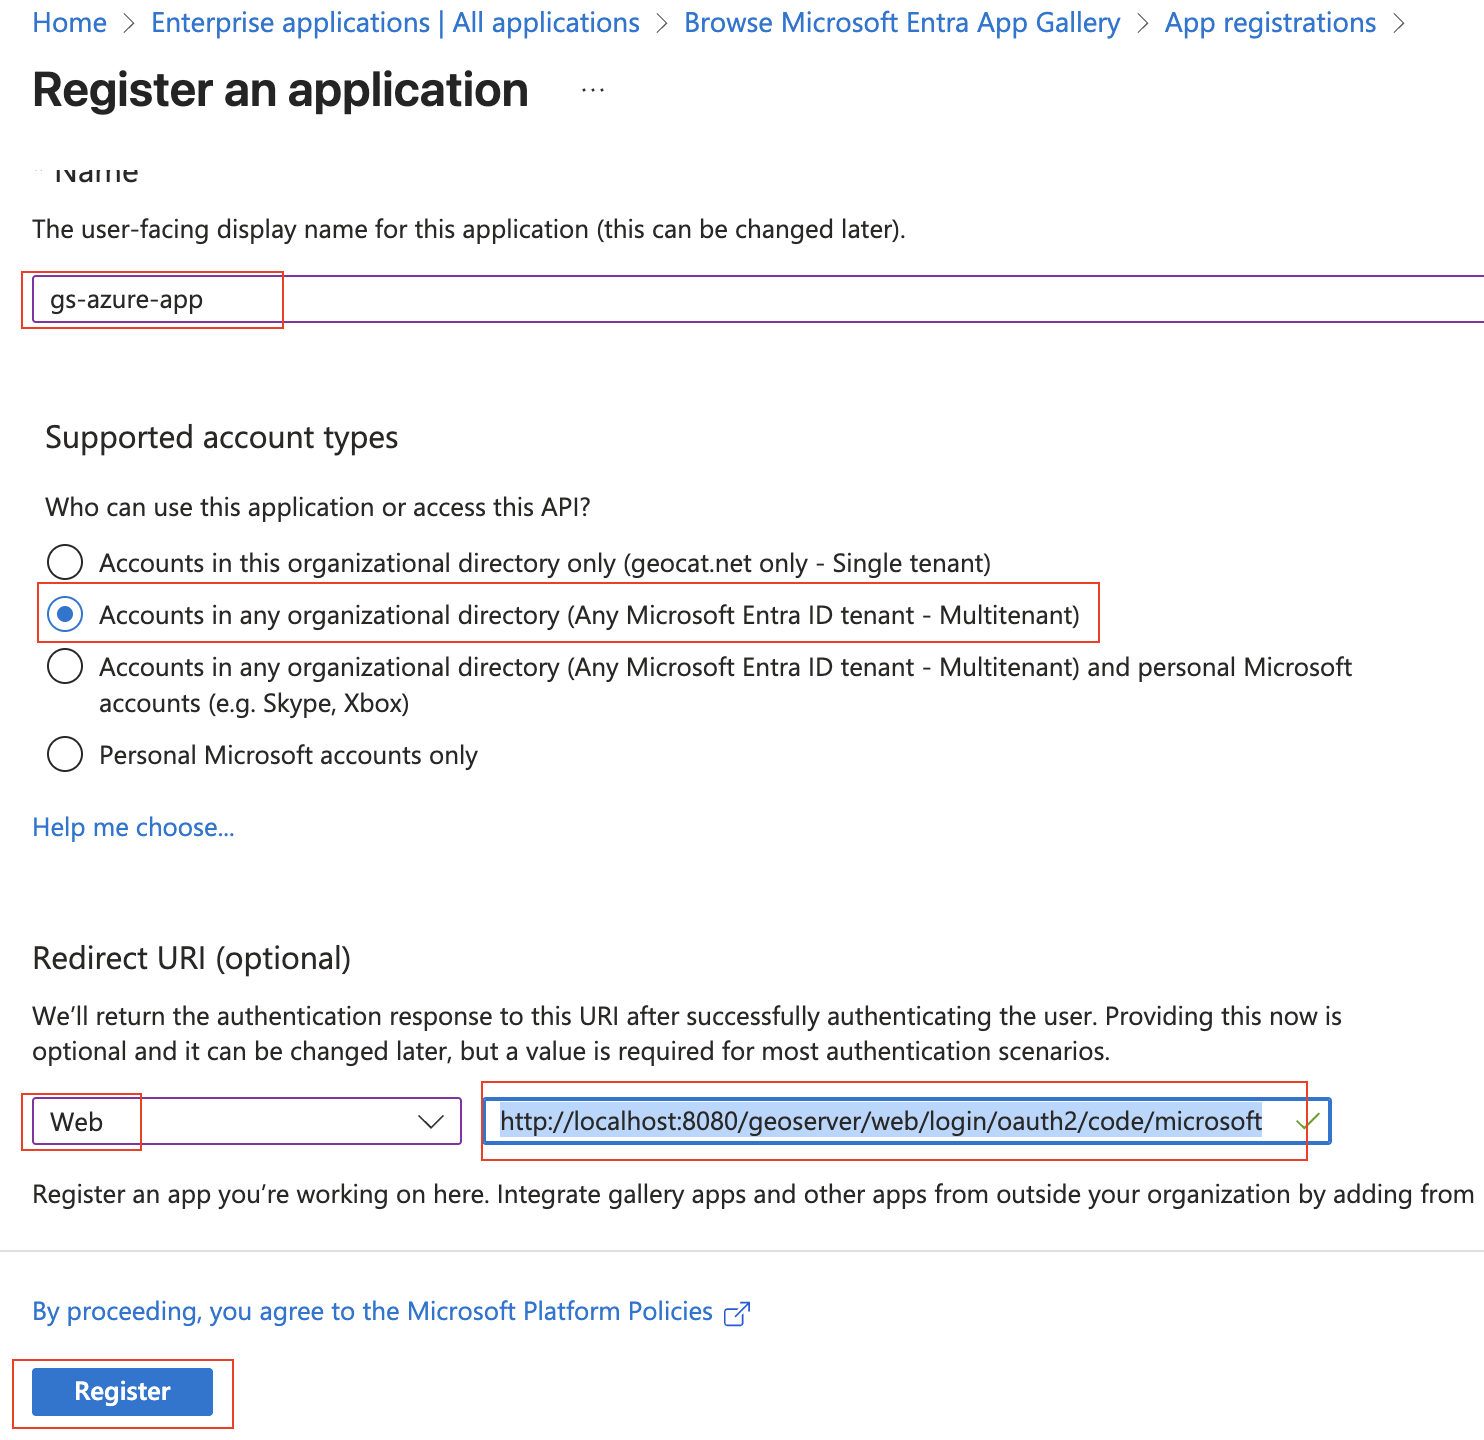 Home > Enterprise applications | All applications > Browse Microsoft Entra App Gallery > App registrations >
Register an application ...
* Name
The user-facing display name for this application (this can be changed later).
gs-azure-app
Supported account types
Who can use this application or access this API?
Accounts in this organizational directory only (geocat.net only - Single tenant)
Accounts in any organizational directory (Any Microsoft Entra ID tenant - Multitenant)
Accounts in any organizational directory (Any Microsoft Entra ID tenant - Multitenant) and personal Microsoft
accounts (e.g. Skype, Xbox)
Personal Microsoft accounts only
Help me choose...
Redirect URI (optional)
We’ll return the authentication response to this URI after successfully authenticating the user. Providing this now is
optional and it can be changed later, but a value is required for most authentication scenarios.
Web
http://localhost:8080/geoserver/web/login/oauth2/code/microsoft
Register an app you’re working on here. Integrate gallery apps and other apps from outside your organization by adding from
By proceeding, you agree to the Microsoft Platform Policies
Register